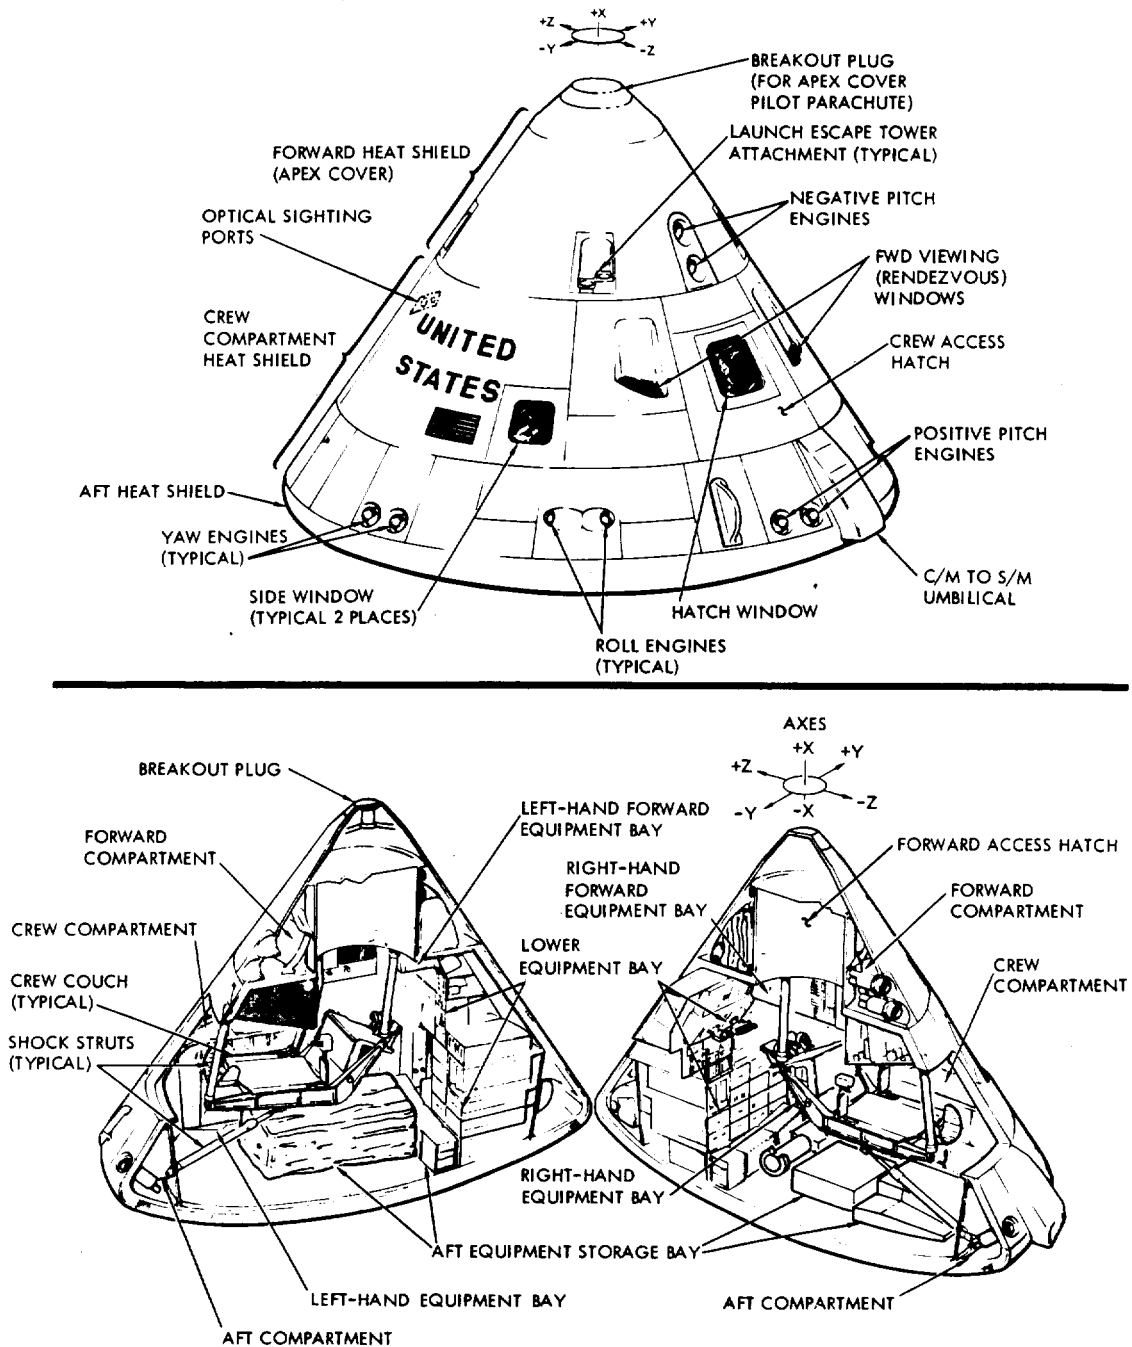 +X
+Z
+Y
-Y
-Z
BREAKOUT PLUG
(FOR APEX COVER
PILOT PARACHUTE)
LAUNCH ESCAPE TOWER
ATTACHMENT (TYPICAL)
FORWARD HEAT SHIELD
(APEX COVER)
NEGATIVE PITCH
ENGINES
OPTICAL SIGHTING
PORTS
FWD VIEWING
(RENDEZVOUS)
WINDOWS
CREW
COMPARTMENT
HEAT SHIELD
UNITED
STATES
CREW ACCESS
HATCH
POSITIVE PITCH
ENGINES
AFT HEAT SHIELD
YAW ENGINES
(TYPICAL)
SIDE WINDOW
(TYPICAL 2 PLACES)
HATCH WINDOW
C/M TO S/M
UMBILICAL
ROLL ENGINES
(TYPICAL)
AXES
+X
+Z
+Y
-Y
-X
-Z
BREAKOUT PLUG
LEFT-HAND FORWARD
EQUIPMENT BAY
FORWARD
COMPARTMENT
FORWARD ACCESS HATCH
RIGHT-HAND
FORWARD
EQUIPMENT BAY
FORWARD
COMPARTMENT
CREW COMPARTMENT
LOWER
EQUIPMENT BAY
CREW
COMPARTMENT
CREW COUCH
(TYPICAL)
SHOCK STRUTS
(TYPICAL)
RIGHT-HAND
EQUIPMENT BAY
AFT EQUIPMENT STORAGE BAY
LEFT-HAND EQUIPMENT BAY
AFT COMPARTMENT
AFT COMPARTMENT